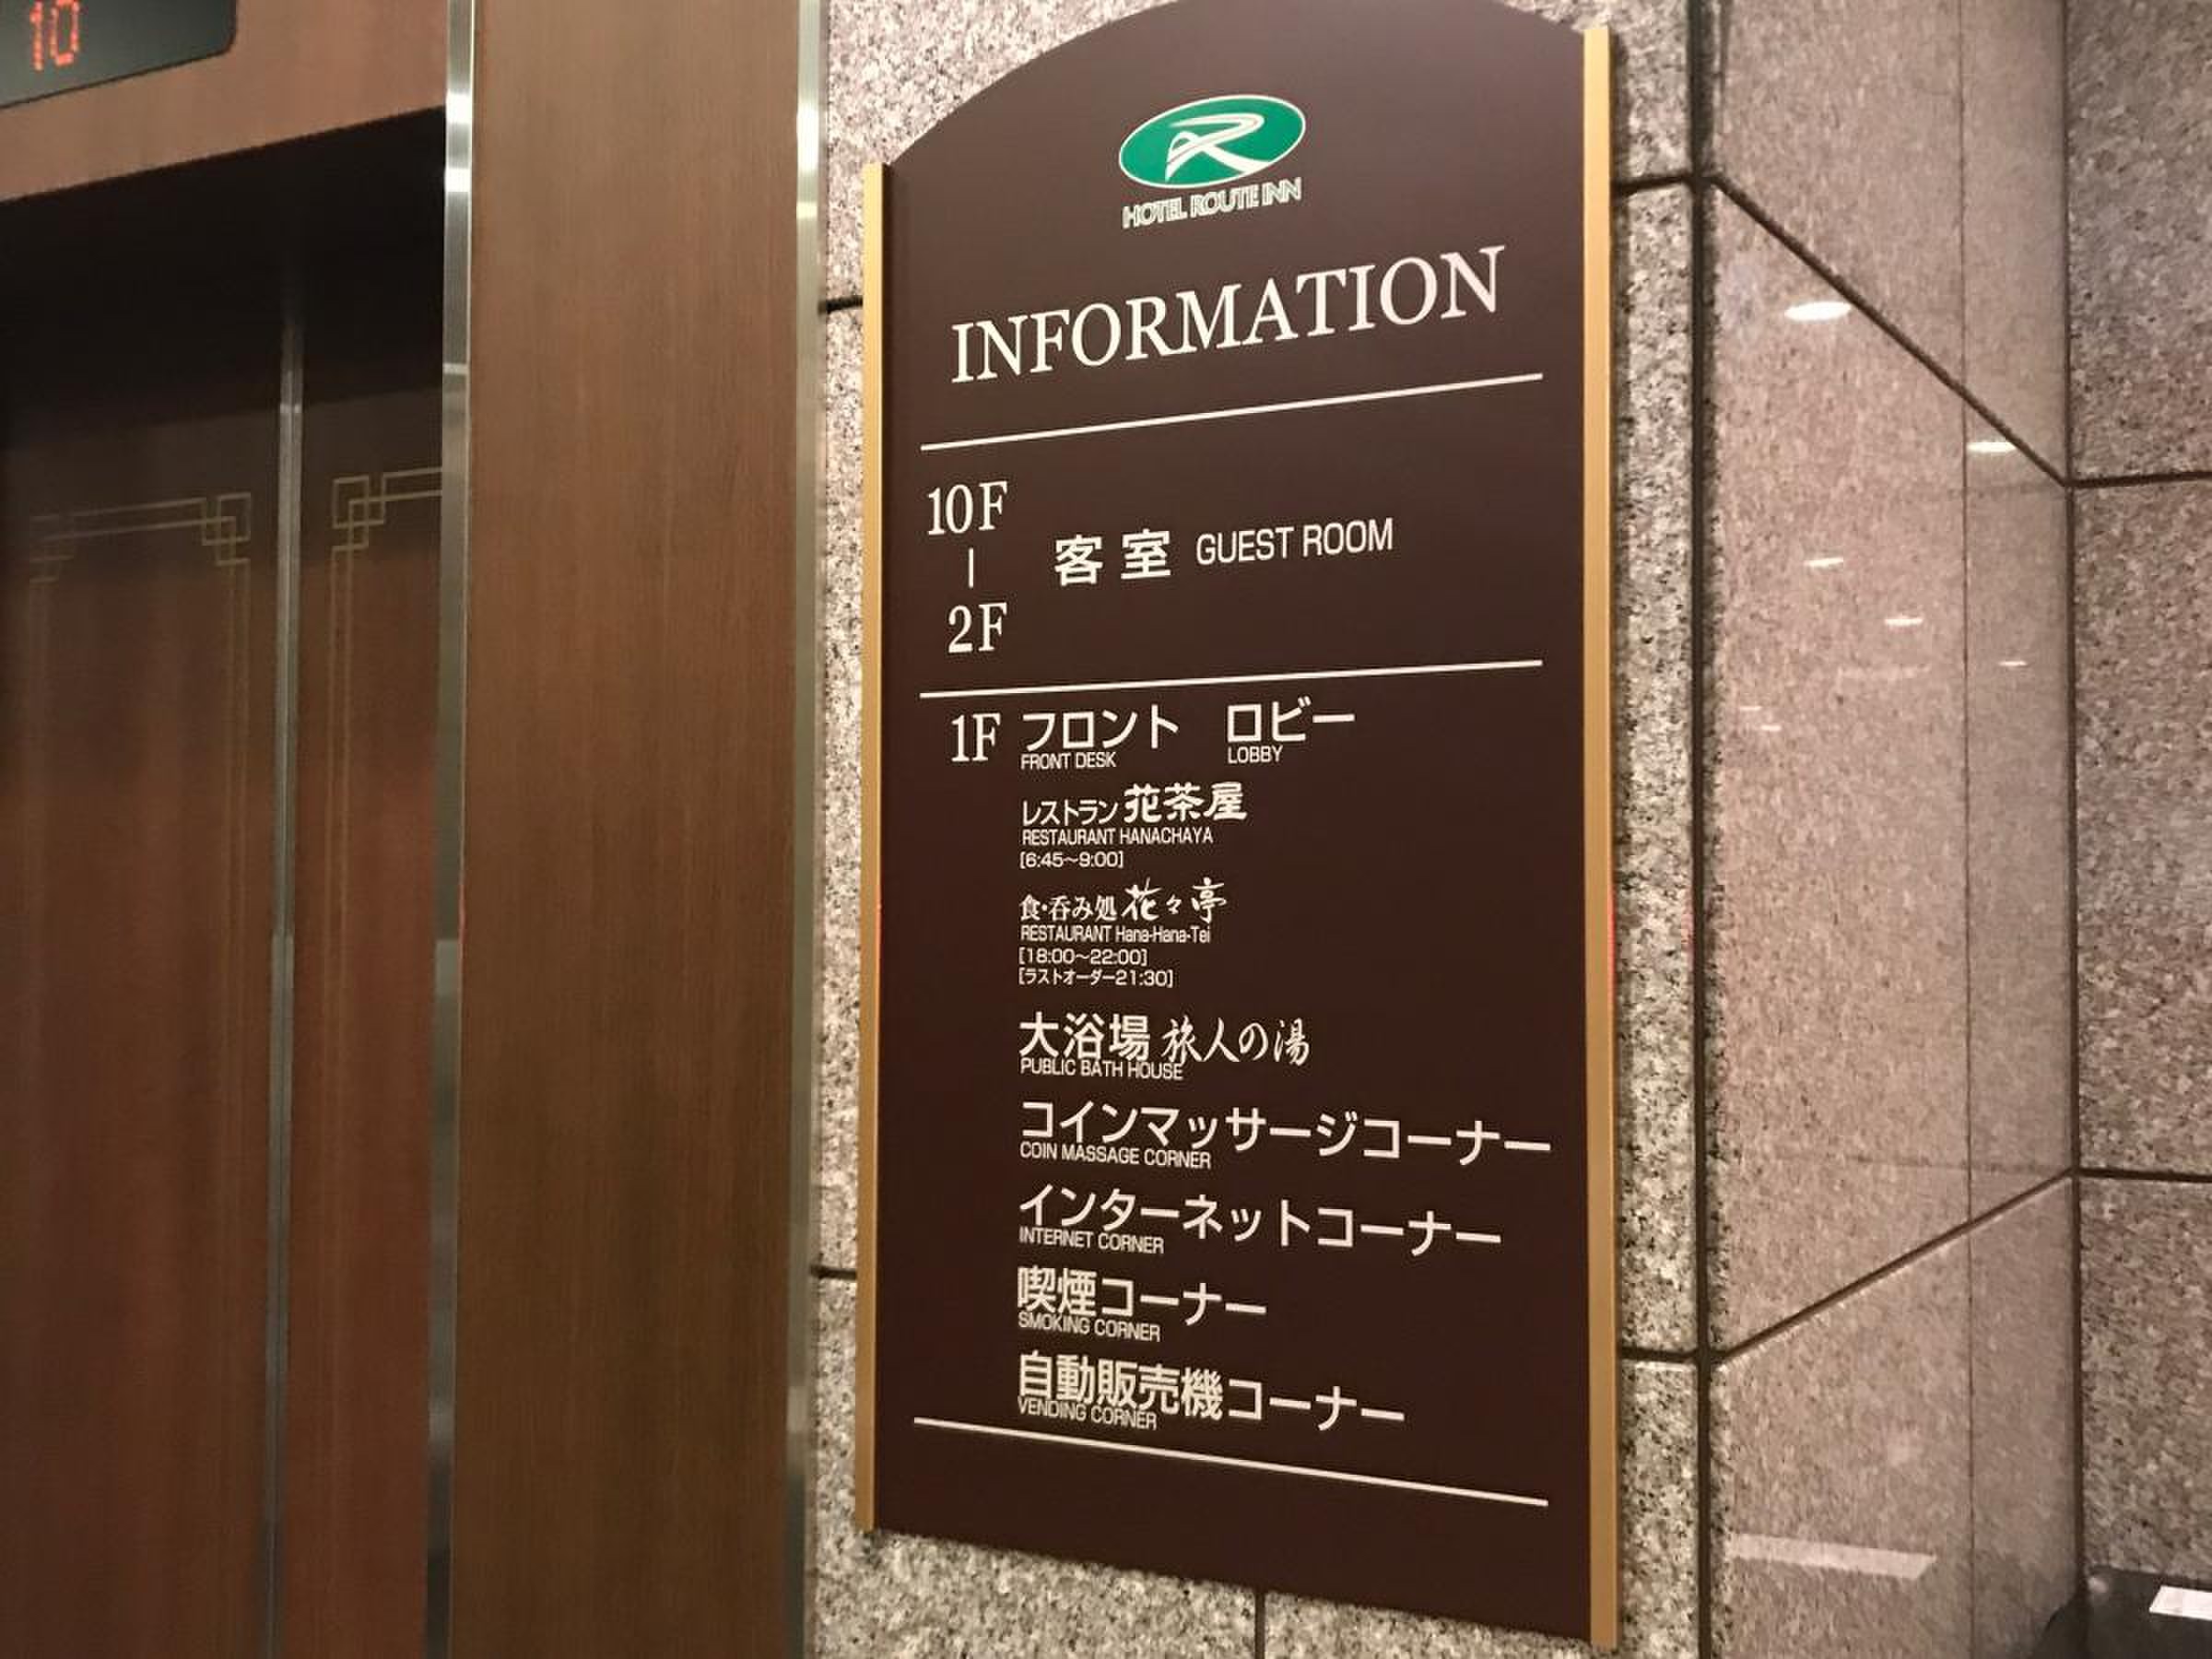 10
HOTEL ROUTE INN
INFORMATION
10F
|
2F
客室 GUEST ROOM
1F フロント ロビー
FRONT DESK LOBBY
レストラン 花茶屋
RESTAURANT HANACHAYA
[6:45〜9:00]
食・呑み処 花々亭
RESTAURANT Hana-Hana-Tei
[18:00〜22:00]
[ラストオーダー21:30]
大浴場 旅人の湯
PUBLIC BATH HOUSE
コインマッサージコーナー
COIN MASSAGE CORNER
インターネットコーナー
INTERNET CORNER
喫煙コーナー
SMOKING CORNER
自動販売機コーナー
VENDING CORNER